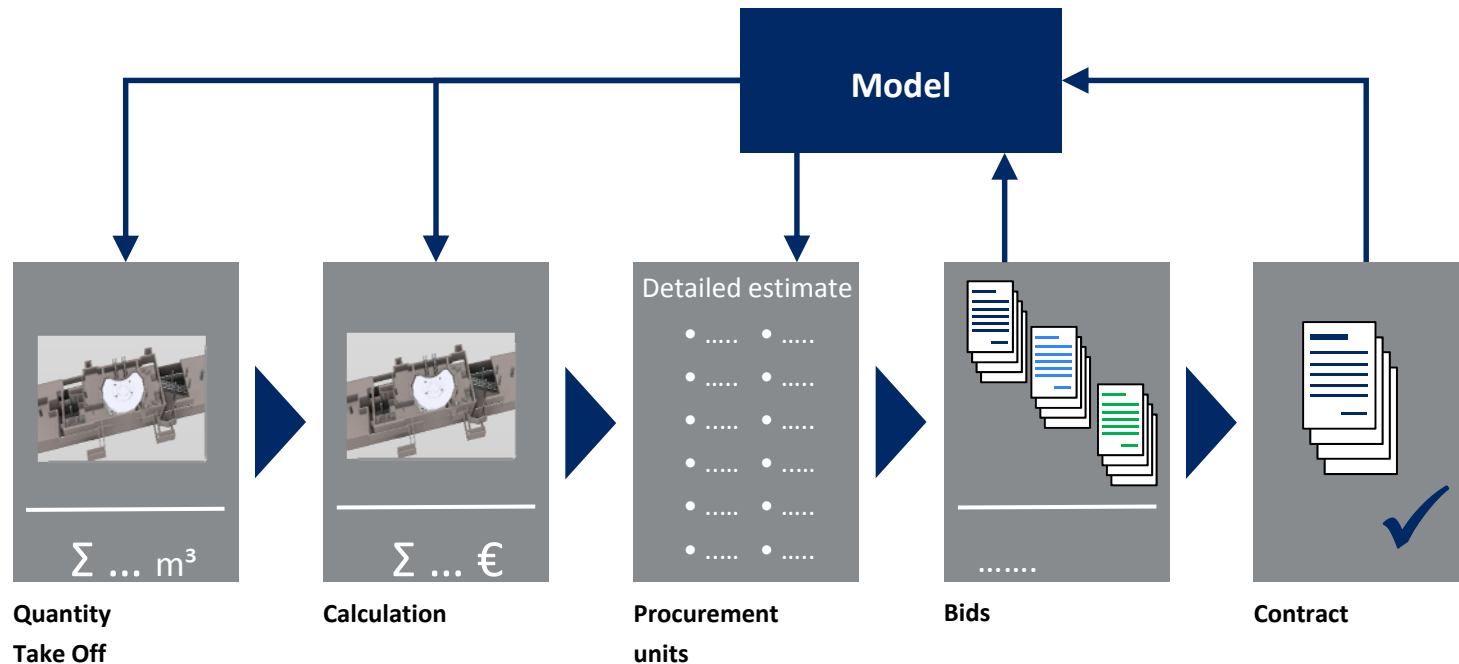 Model
Σ ... m³
Σ ... €
Detailed estimate
• ..... • .....
• ..... • .....
• ..... • .....
• ..... • .....
• ..... • .....
• ..... • .....
.......
Quantity
Take Off
Calculation
Procurement
units
Bids
Contract